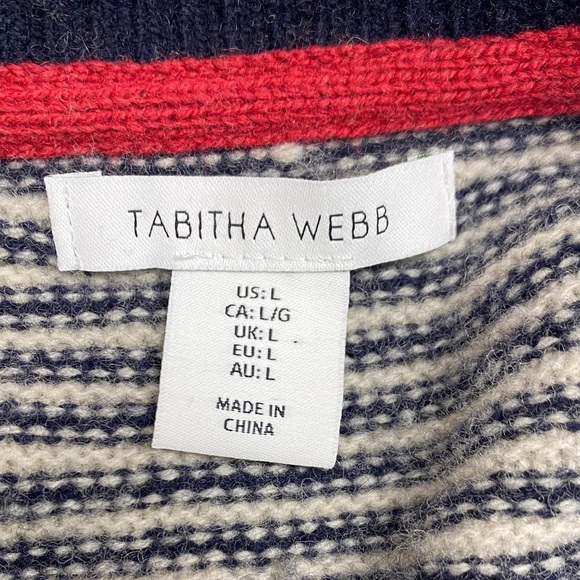 TABITHA WEBB
US: L
CA: L/G
UK: L
EU: L
AU: L
MADE IN
CHINA